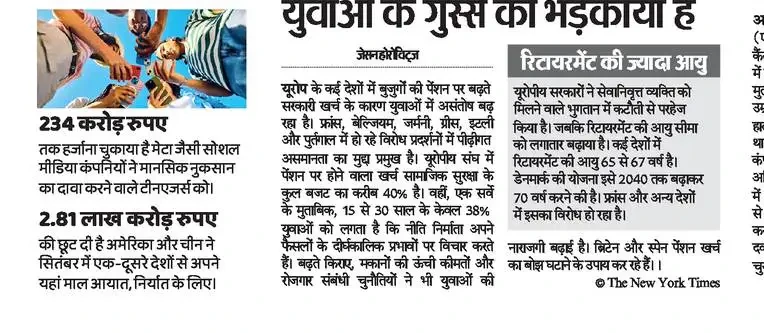 युवाओं के गुस्से को भड़काया है
234 करोड़ रुपए
तक हर्जाना चुकाया है मेटा जैसी सोशल
मीडिया कंपनियों ने मानसिक नुकसान
का दावा करने वाले टीनएजर्स को।
2.81 लाख करोड़ रुपए
की छूट दी है अमेरिका और चीन ने
सितंबर में एक-दूसरे देशों से अपने
यहां माल आयात, निर्यात के लिए।
जेसन होरोविट्ज
यूरोप के कई देशों में बुजुर्गों की पेंशन पर बढ़ते
सरकारी खर्च के कारण युवाओं में असंतोष बढ़
रहा है। फ्रांस, बेल्जियम, जर्मनी, ग्रीस, इटली
और पुर्तगाल में हो रहे विरोध प्रदर्शनों में पीढ़ीगत
असमानता का मुद्दा प्रमुख है। यूरोपीय संघ में
पेंशन पर होने वाला खर्च सामाजिक सुरक्षा के
कुल बजट का करीब 40% है। वहीं, एक सर्वे
के मुताबिक, 15 से 30 साल के केवल 38%
युवाओं को लगता है कि नीति निर्माता अपने
फैसलों के दीर्घकालिक प्रभावों पर विचार करते
हैं। बढ़ते किराए, मकानों की ऊंची कीमतों और
रोजगार संबंधी चुनौतियों ने भी युवाओं की
रिटायरमेंट की ज्यादा आयु
यूरोपीय सरकारों ने सेवानिवृत्त व्यक्ति को
मिलने वाले भुगतान में कटौती से परहेज
किया है। जबकि रिटायरमेंट की आयु सीमा
को लगातार बढ़ाया है। कई देशों में
रिटायरमेंट की आयु 65 से 67 वर्ष है।
डेनमार्क की योजना इसे 2040 तक बढ़ाकर
70 वर्ष करने की है। फ्रांस और अन्य देशों
में इसका विरोध हो रहा है।
नाराजगी बढ़ाई है। ब्रिटेन और स्पेन पेंशन खर्च
का बोझ घटाने के उपाय कर रहे हैं।।
© The New York Times